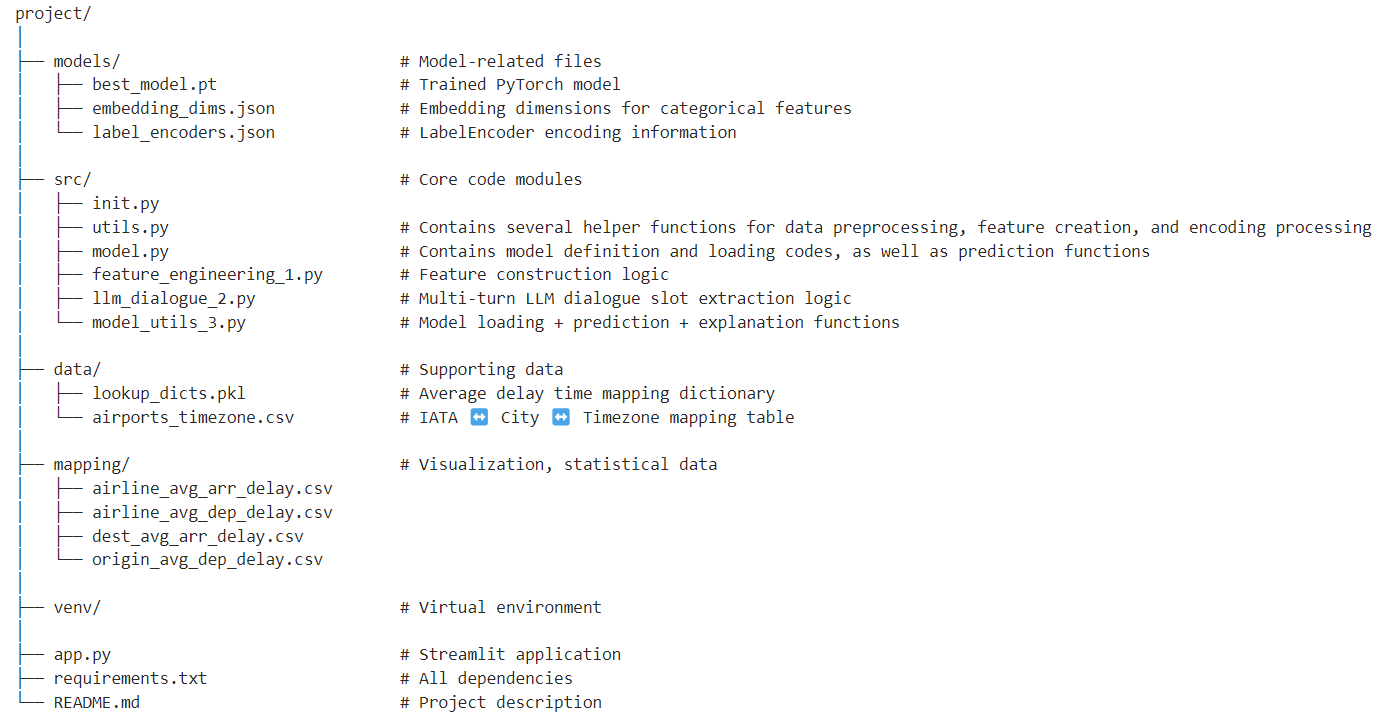 project/
│
├── models/                              # Model-related files
│   ├── best_model.pt                    # Trained PyTorch model
│   ├── embedding_dims.json              # Embedding dimensions for categorical features
│   └── label_encoders.json              # LabelEncoder encoding information
│
├── src/                                 # Core code modules
│   ├── init.py
│   ├── utils.py                         # Contains several helper functions for data preprocessing, feature creation, and encoding processing
│   ├── model.py                         # Contains model definition and loading codes, as well as prediction functions
│   ├── feature_engineering_1.py         # Feature construction logic
│   ├── llm_dialogue_2.py                # Multi-turn LLM dialogue slot extraction logic
│   └── model_utils_3.py                 # Model loading + prediction + explanation functions
│
├── data/                                # Supporting data
│   ├── lookup_dicts.pkl                 # Average delay time mapping dictionary
│   └── airports_timezone.csv            # IATA ↔️ City ↔️ Timezone mapping table
│
├── mapping/                             # Visualization, statistical data
│   ├── airline_avg_arr_delay.csv
│   ├── airline_avg_dep_delay.csv
│   ├── dest_avg_arr_delay.csv
│   └── origin_avg_dep_delay.csv
│
├── venv/                                # Virtual environment
│
├── app.py                               # Streamlit application
├── requirements.txt                     # All dependencies
└── README.md                            # Project description